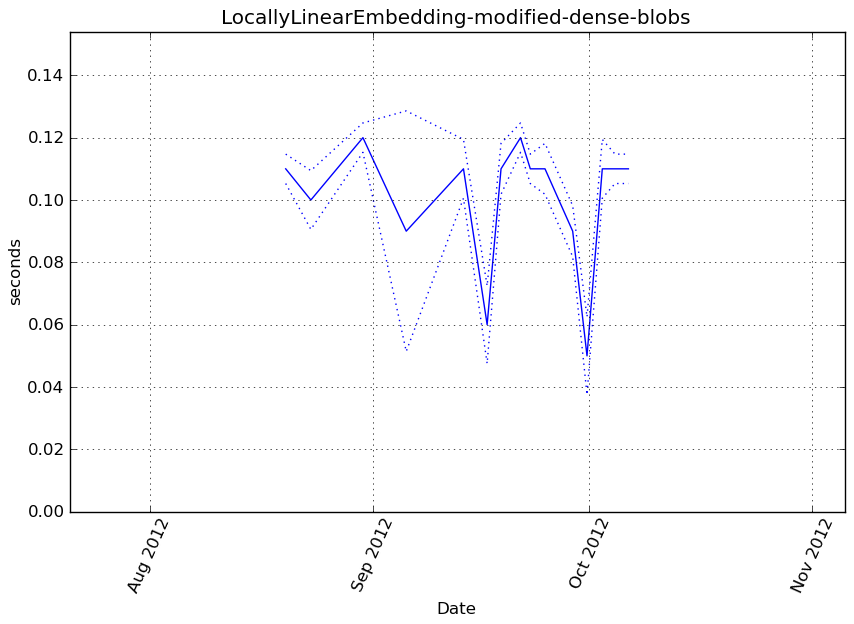 LocallyLinearEmbedding-modified-dense-blobs
0.14
0.12
0.10
0.08
0.06
0.04
0.02
0.00
seconds
Aug 2012
Sep 2012
Oct 2012
Nov 2012
Date